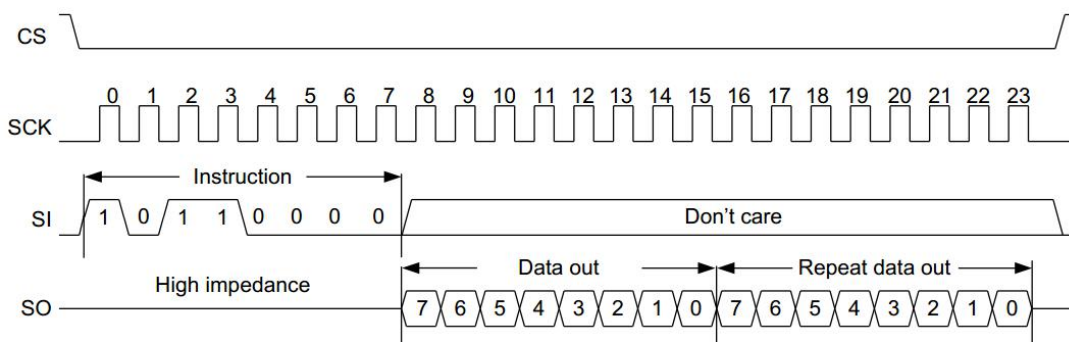 CS
0 1 2 3 4 5 6 7 8 9 10 11 12 13 14 15 16 17 18 19 20 21 22 23
SCK
Instruction
SI 1 0 1 1 0 0 0 0 Don't care
Data out Repeat data out
High impedance
SO 7 6 5 4 3 2 1 0 7 6 5 4 3 2 1 0